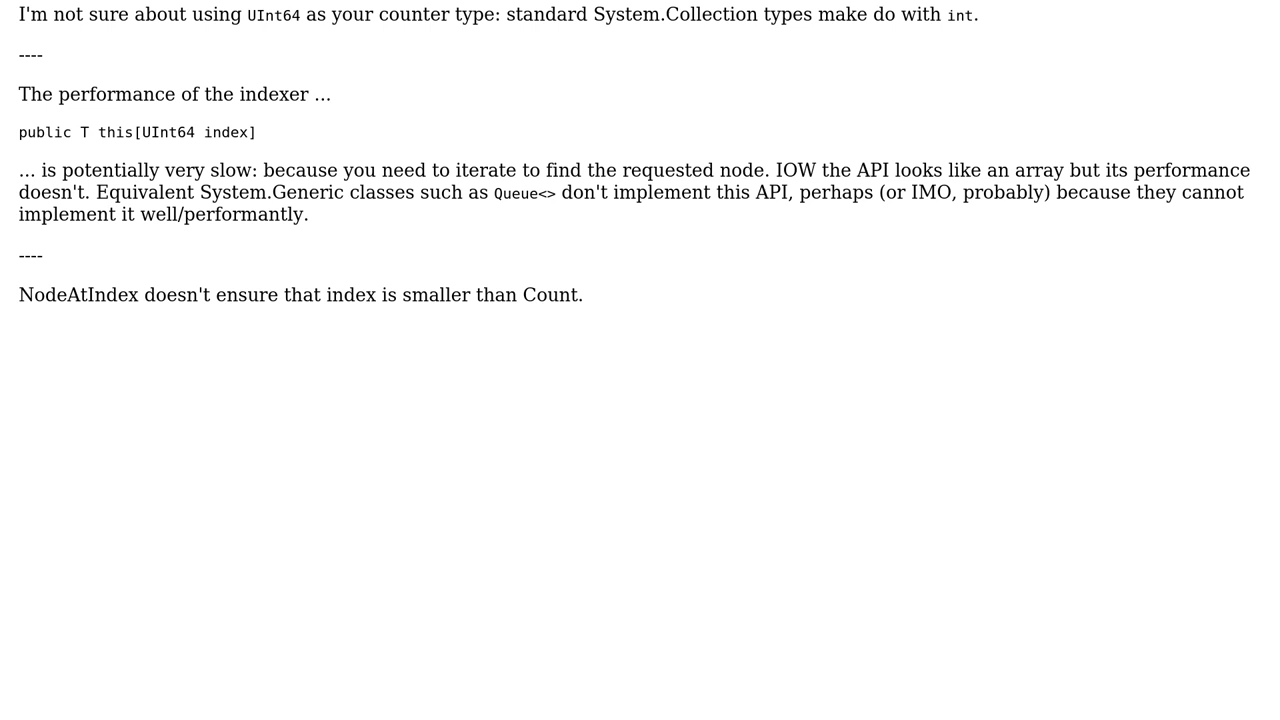 I'm not sure about using UInt64 as your counter type: standard System.Collection types make do with int.
----
The performance of the indexer ...
public T this[UInt64 index]
... is potentially very slow: because you need to iterate to find the requested node. IOW the API looks like an array but its performance
doesn't. Equivalent System.Generic classes such as Queue<> don't implement this API, perhaps (or IMO, probably) because they cannot
implement it well/performantly.
----
NodeAtIndex doesn't ensure that index is smaller than Count.